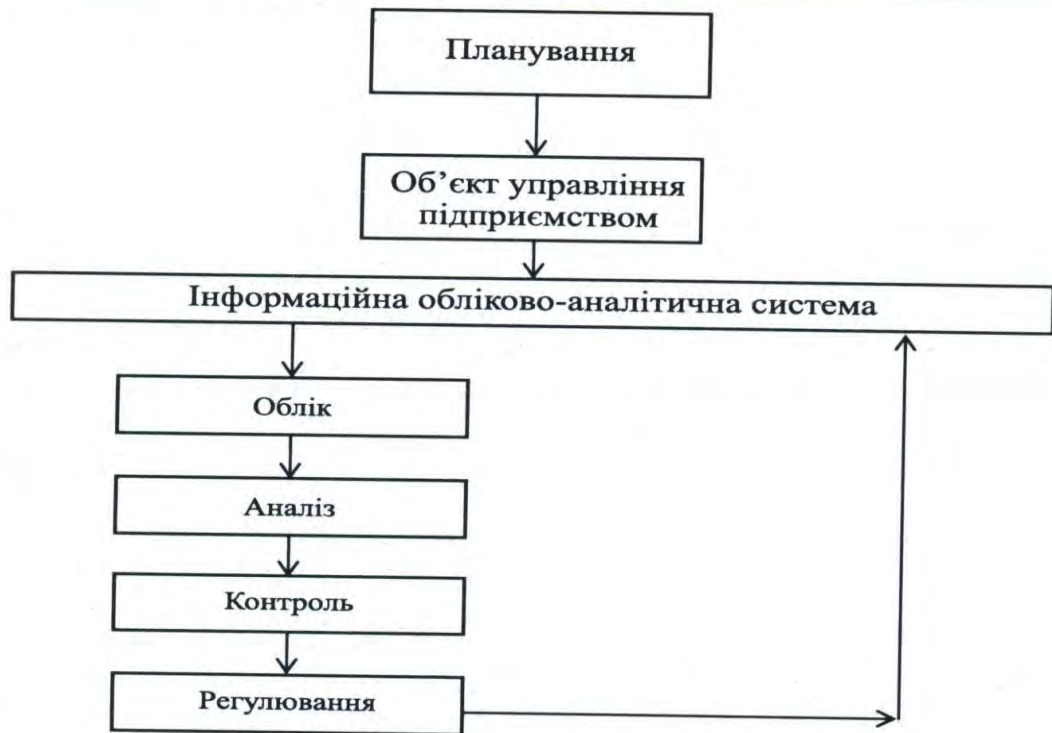 Планування
Об’єкт управління
підприємством
Інформаційна обліково-аналітична система
Облік
Аналіз
Контроль
Регулювання